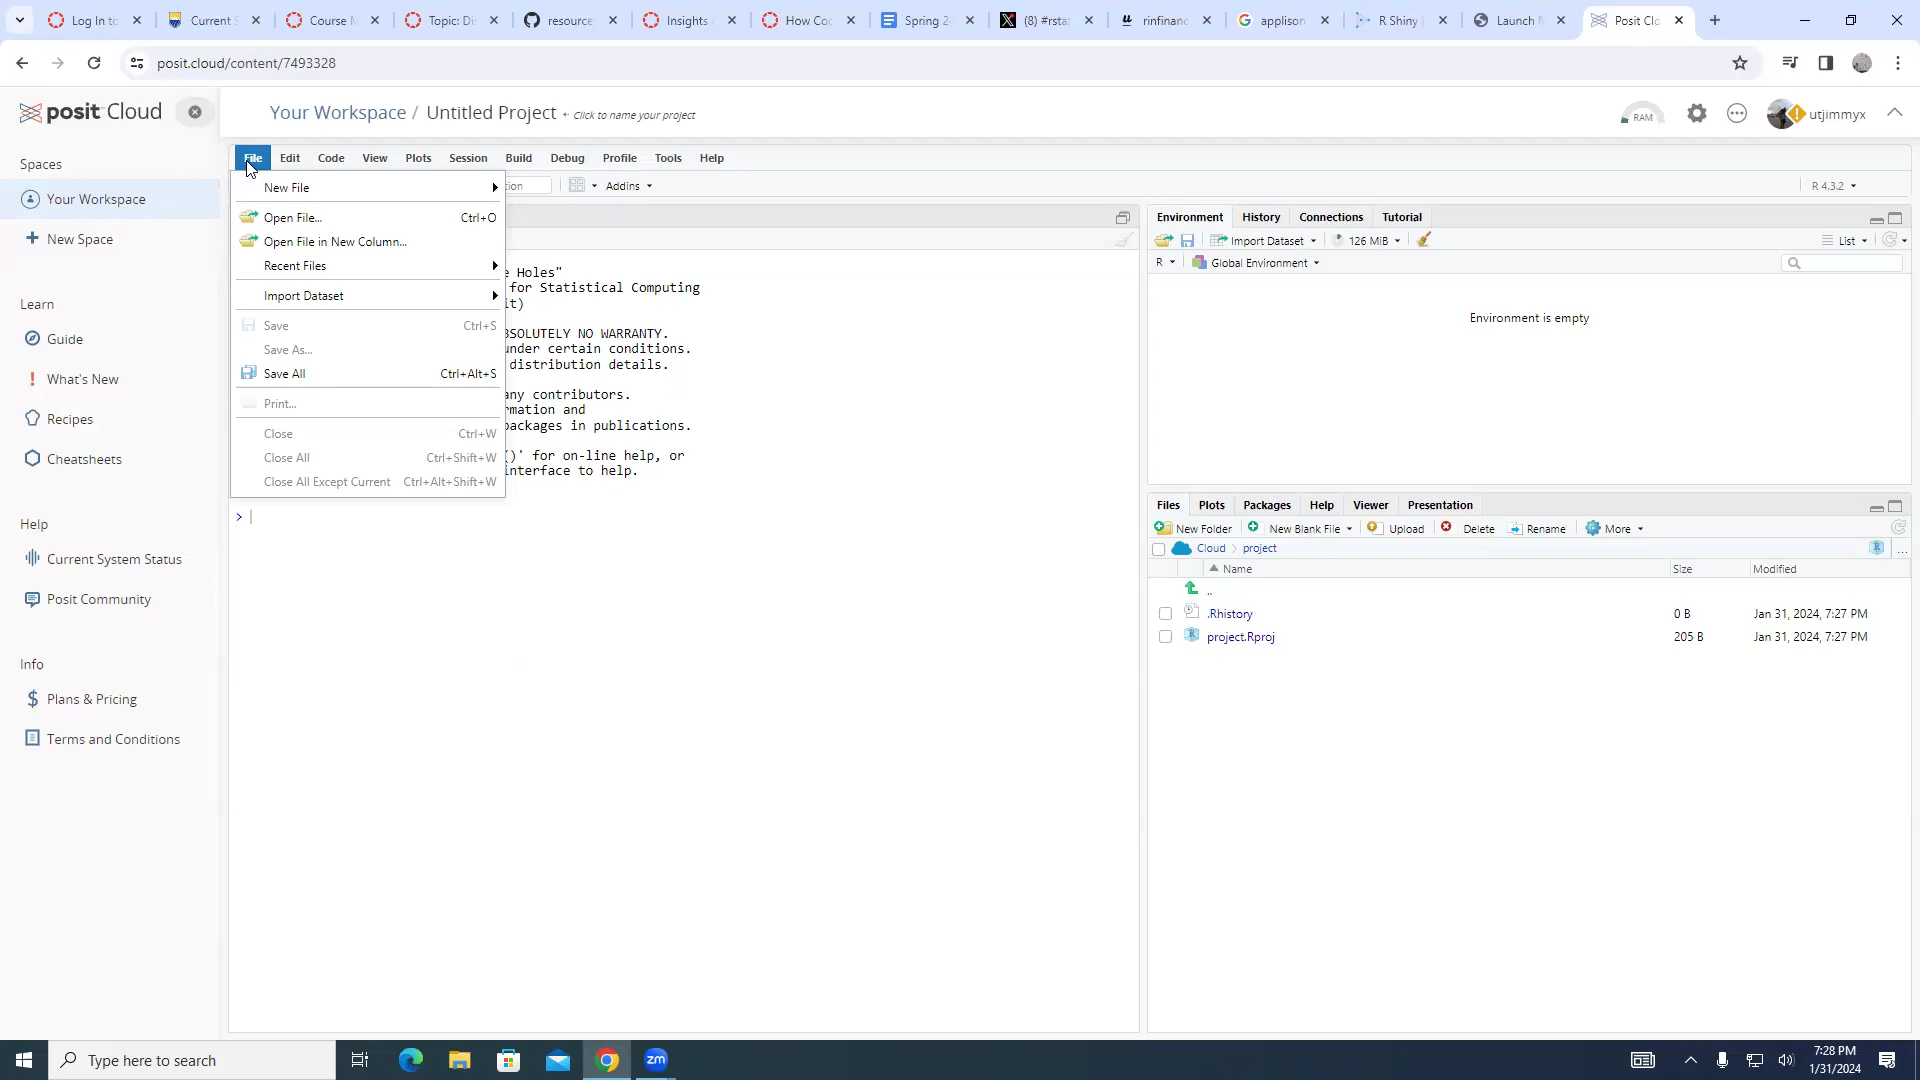 Log In to
Current S
Course M
Topic: Di
resource
Insights
How Coo
Spring 2
(8) #rsta
rinfinanc
applison
R Shiny
Launch M
Posit Clo
posit.cloud/content/7493328
posit Cloud
Your Workspace / Untitled Project
Click to name your project
RAM
utjimmyx
Spaces
Your Workspace
New Space
Learn
Guide
What's New
Recipes
Cheatsheets
Help
Current System Status
Posit Community
Info
Plans & Pricing
Terms and Conditions
File Edit Code View Plots Session Build Debug Profile Tools Help
Addins
R 4.3.2
New File
Open File... Ctrl+O
Open File in New Column...
Recent Files
Import Dataset
Save Ctrl+S
Save As...
Save All Ctrl+Alt+S
Print...
Close Ctrl+W
Close All Ctrl+Shift+W
Close All Except Current Ctrl+Alt+Shift+W
e Holes"
for Statistical Computing
it)
BSOLUTELY NO WARRANTY.
under certain conditions.
distribution details.
any contributors.
rmation and
packages in publications.
()' for on-line help, or
interface to help.
>
Environment History Connections Tutorial
Import Dataset 126 MiB List
R Global Environment
Environment is empty
Files Plots Packages Help Viewer Presentation
New Folder New Blank File Upload Delete Rename More
Cloud project
Name Size Modified
..
.Rhistory 0 B Jan 31, 2024, 7:27 PM
project.Rproj 205 B Jan 31, 2024, 7:27 PM
Type here to search
zm
7:28 PM
1/31/2024